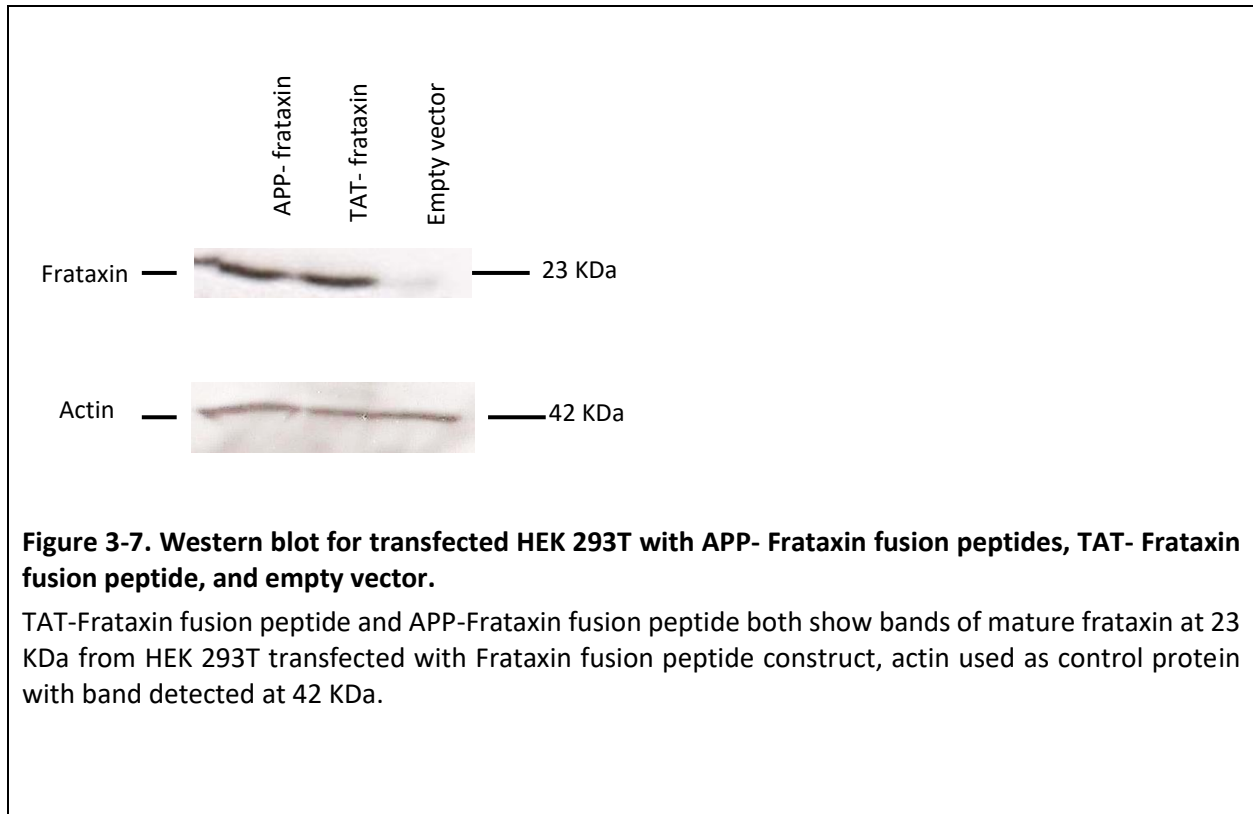 APP- frataxin
TAT- frataxin
Empty vector
Frataxin
23 KDa
Actin
42 KDa
Figure 3-7. Western blot for transfected HEK 293T with APP- Frataxin fusion peptides, TAT- Frataxin
fusion peptide, and empty vector.
TAT-Frataxin fusion peptide and APP-Frataxin fusion peptide both show bands of mature frataxin at 23
KDa from HEK 293T transfected with Frataxin fusion peptide construct, actin used as control protein
with band detected at 42 KDa.